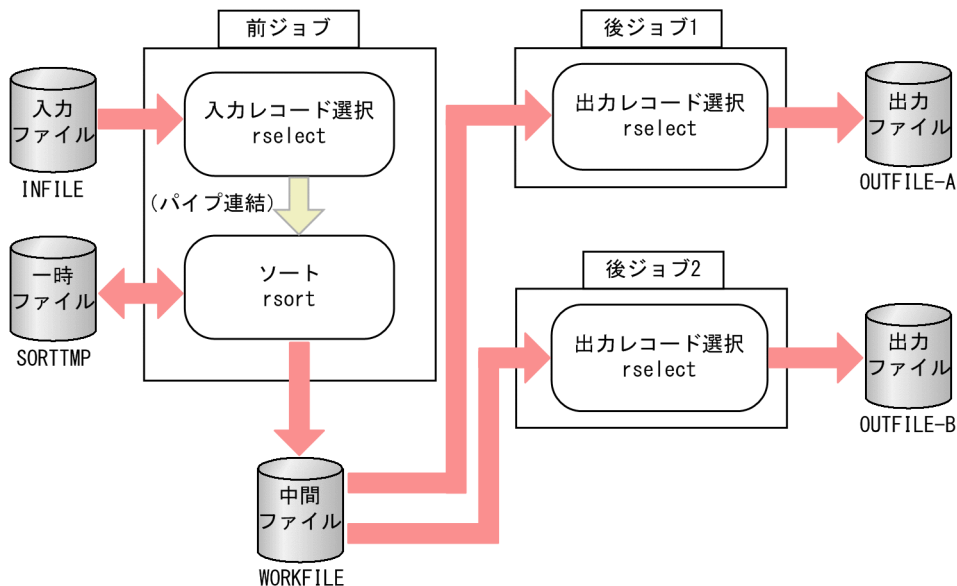 前ジョブ
入力
ファイル
INFILE
入力レコード選択
rselect
(パイプ連結)
一時
ファイル
SORTTMP
ソート
rsort
中間
ファイル
WORKFILE
後ジョブ1
出力レコード選択
rselect
出力
ファイル
OUTFILE-A
後ジョブ2
出力レコード選択
rselect
出力
ファイル
OUTFILE-B